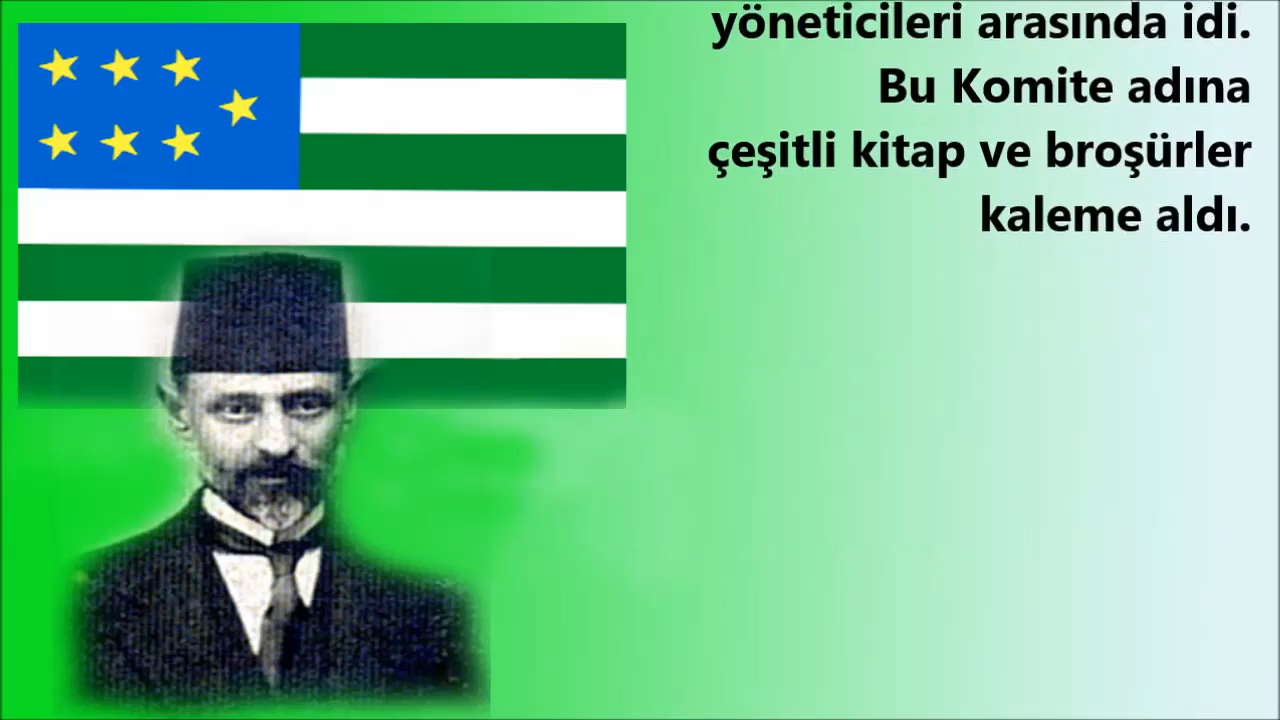 yöneticileri arasında idi.
Bu Komite adına
çeşitli kitap ve broşürler
kaleme aldı.